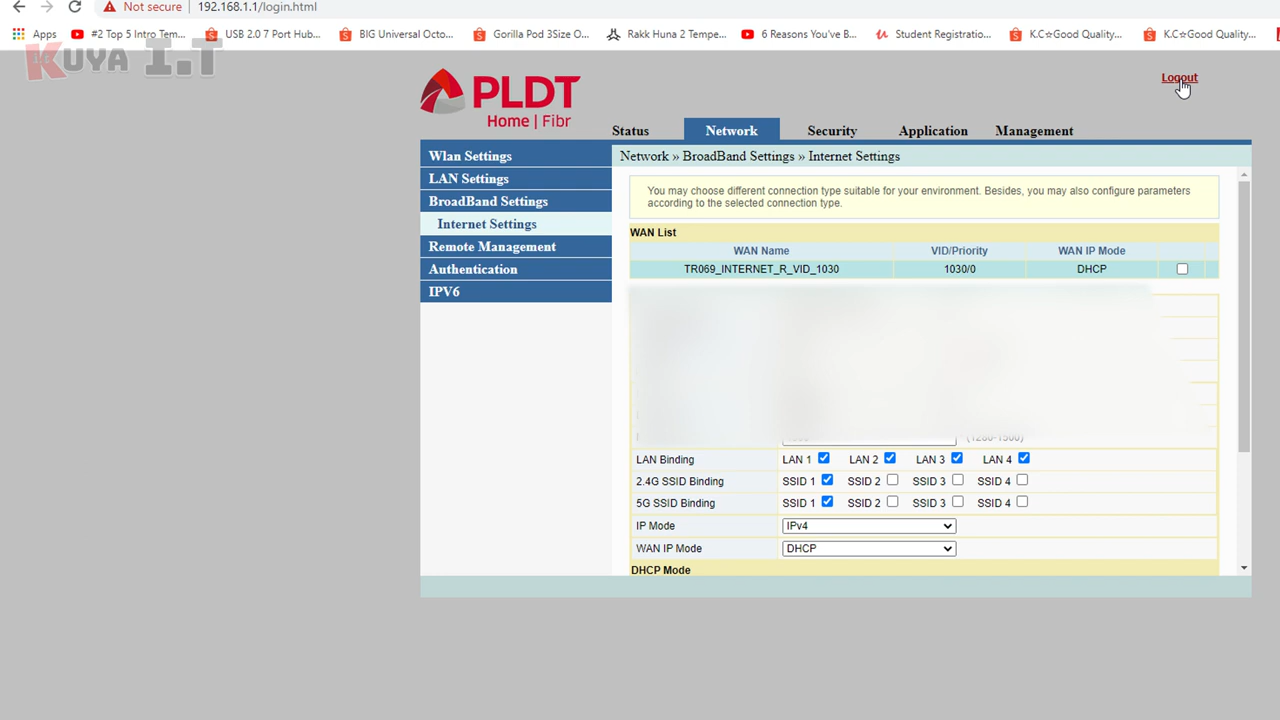 Not secure 192.168.1.1/login.html
Apps #2 Top 5 Intro Tem... USB 2.0 7 Port Hub... BIG Universal Octo... Gorilla Pod 3Size O... Rakk Huna 2 Tempe... 6 Reasons You've B... Student Registratio... K.C☆Good Quality... K.C☆Good Quality...
KUYA I.T
PLDT
Home | Fibr
Logout
Status Network Security Application Management
Wlan Settings
LAN Settings
BroadBand Settings
Internet Settings
Remote Management
Authentication
IPV6
Network » BroadBand Settings » Internet Settings
You may choose different connection type suitable for your environment. Besides, you may also configure parameters
according to the selected connection type.
WAN List
WAN Name VID/Priority WAN IP Mode
TR069_INTERNET_R_VID_1030 1030/0 DHCP
(1280-1500)
LAN Binding LAN 1 LAN 2 LAN 3 LAN 4
2.4G SSID Binding SSID 1 SSID 2 SSID 3 SSID 4
5G SSID Binding SSID 1 SSID 2 SSID 3 SSID 4
IP Mode IPv4
WAN IP Mode DHCP
DHCP Mode